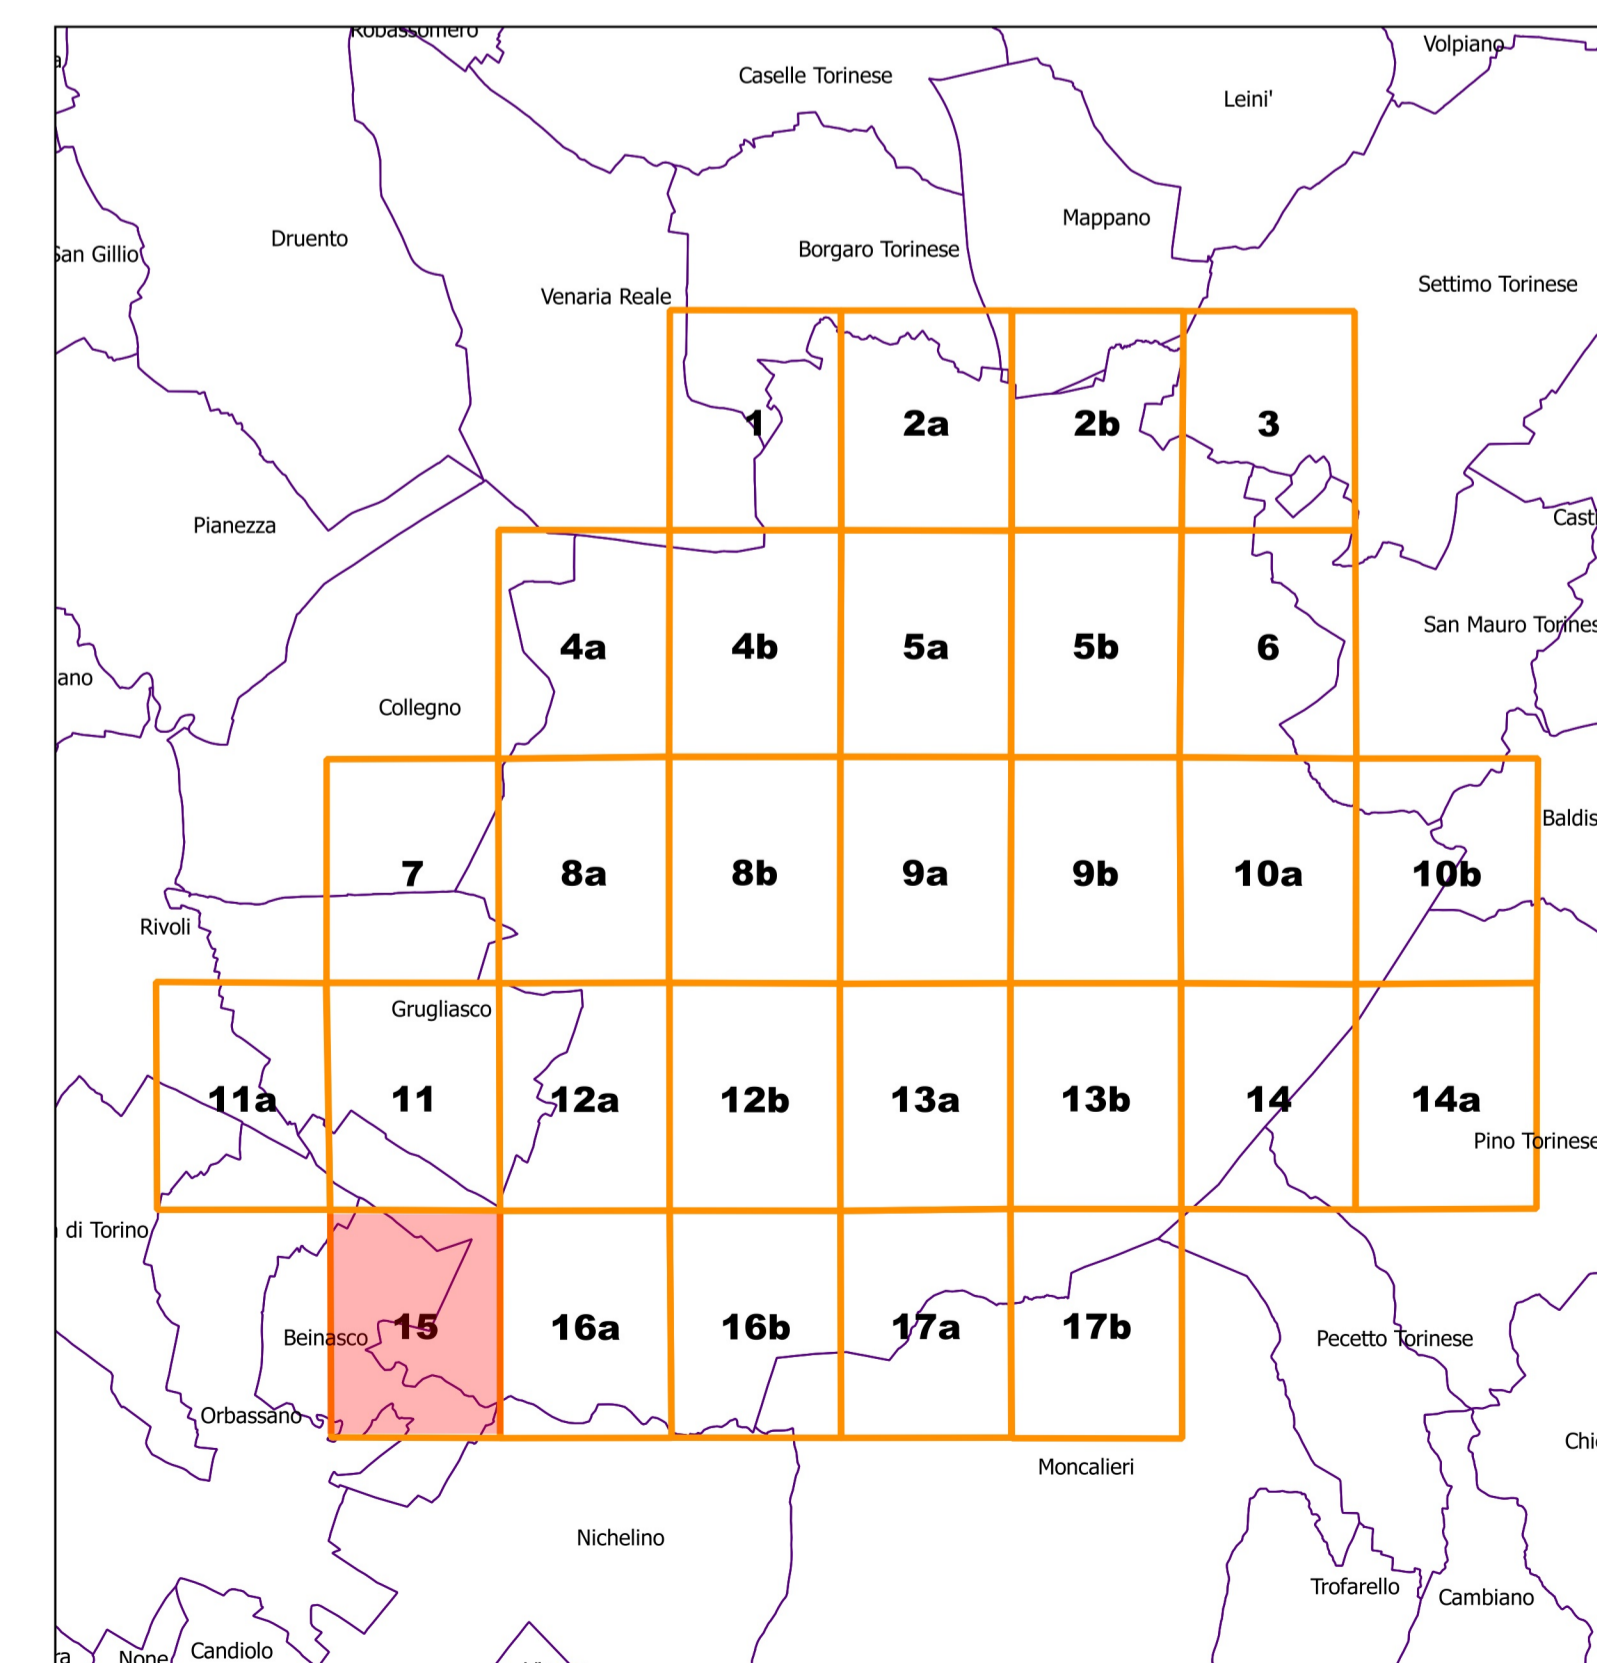 Robassomero
Volpiano
Caselle Torinese
Leini'
Mappano
Druento
Borgaro Torinese
San Gillio
Settimo Torinese
Venaria Reale
1
2a
2b
3
Pianezza
San Mauro Torines
4a
4b
5a
5b
6
ano
Collegno
Baldis
7
8a
8b
9a
9b
10a
10b
Rivoli
Grugliasco
11a
11
12a
12b
13a
13b
14
14a
Pino Torinese
di Torino
15
16a
16b
17a
17b
Beinasco
Pecetto Torinese
Orbassano
Moncalieri
Nichelino
Trofarello
Cambiano
Candiolo
None